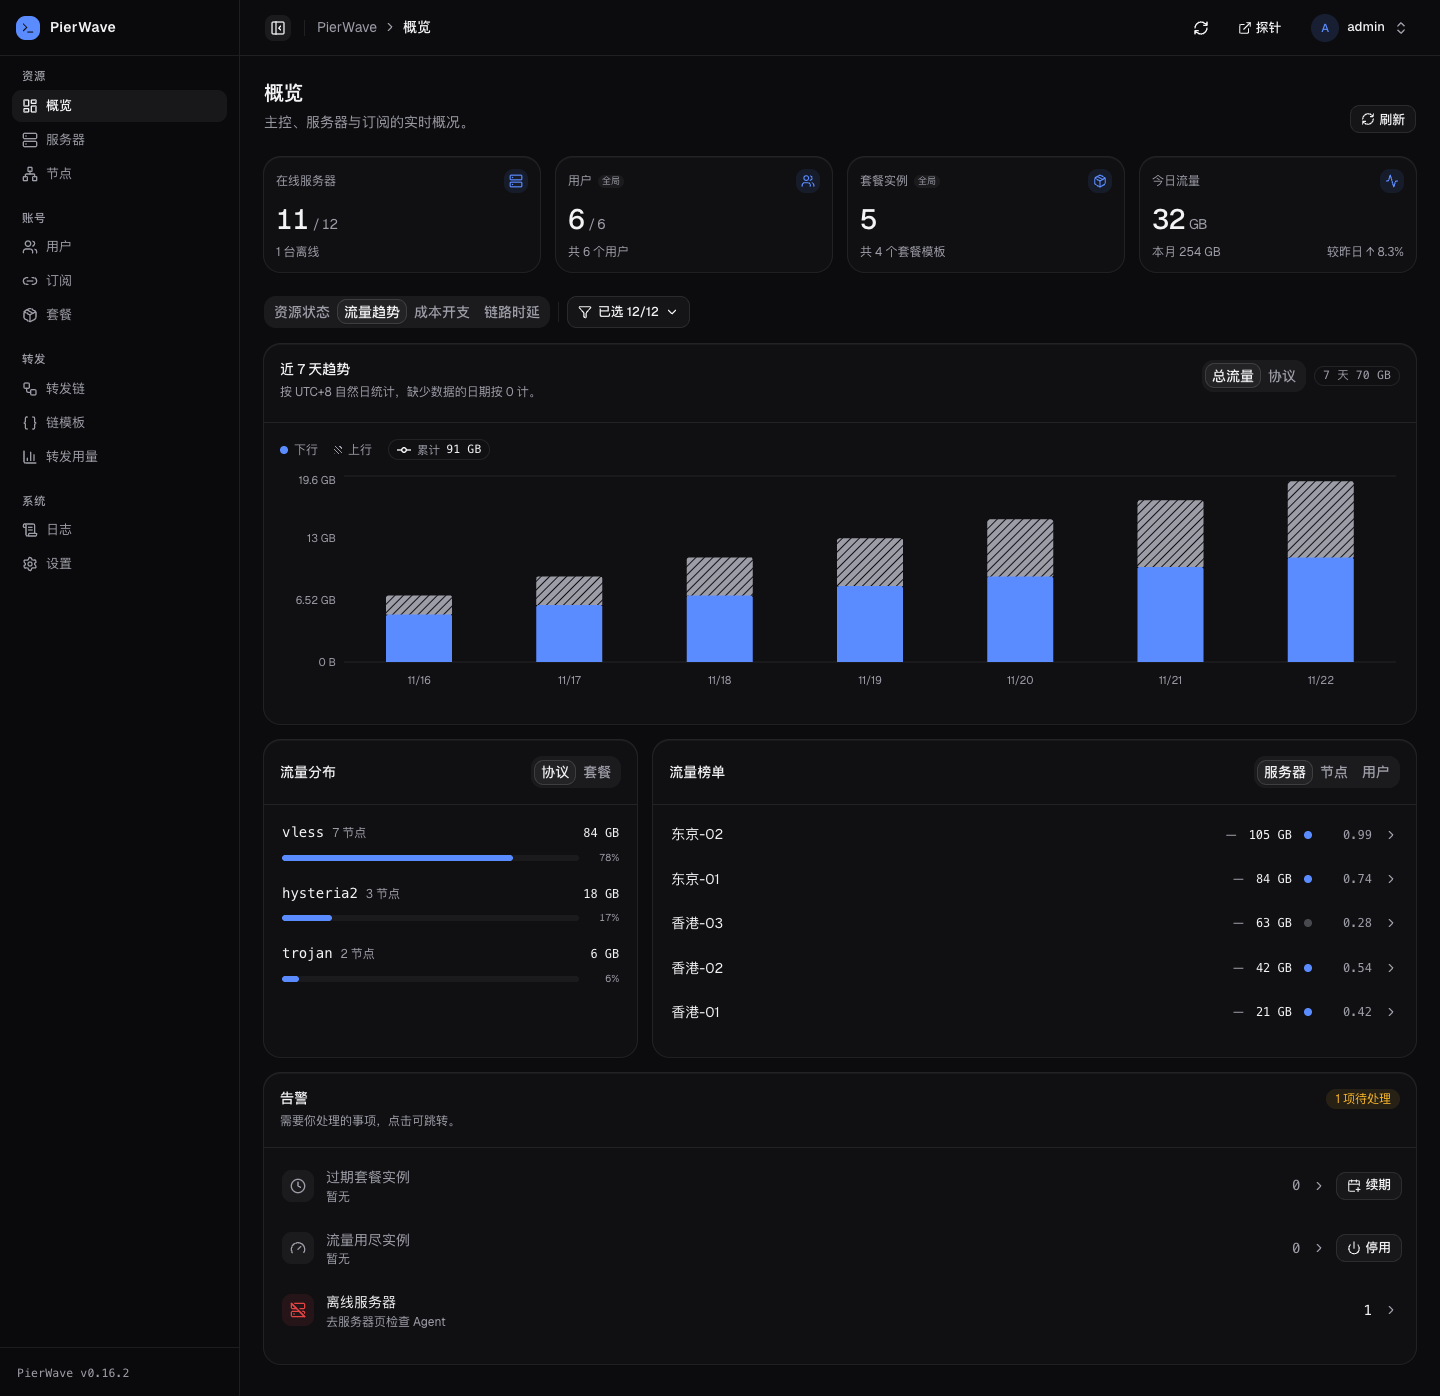 PierWave
PierWave
概览
探针
A
admin
资源
概览
服务器
节点
账号
用户
订阅
套餐
转发
转发链
链模板
转发用量
系统
日志
设置
PierWave v0.16.2
概览
主控、服务器与订阅的实时概况。
刷新
在线服务器
11 / 12
1 台离线
用户 全局
6 / 6
共 6 个用户
套餐实例 全局
5
共 4 个套餐模板
今日流量
32 GB
本月 254 GB
较昨日 ↑ 8.3%
资源状态
流量趋势
成本开支
链路时延
已选 12/12
近 7 天趋势
按 UTC+8 自然日统计，缺少数据的日期按 0 计。
总流量
协议
7 天 70 GB
下行
上行
累计 91 GB
19.6 GB
13 GB
6.52 GB
0 B
11/16
11/17
11/18
11/19
11/20
11/21
11/22
流量分布
协议
套餐
vless 7 节点
84 GB
78%
hysteria2 3 节点
18 GB
17%
trojan 2 节点
6 GB
6%
流量榜单
服务器
节点
用户
东京-02
— 105 GB
0.99
东京-01
— 84 GB
0.74
香港-03
— 63 GB
0.28
香港-02
— 42 GB
0.54
香港-01
— 21 GB
0.42
告警
需要你处理的事项，点击可跳转。
1 项待处理
过期套餐实例
暂无
0
续期
流量用尽实例
暂无
0
停用
离线服务器
去服务器页检查 Agent
1